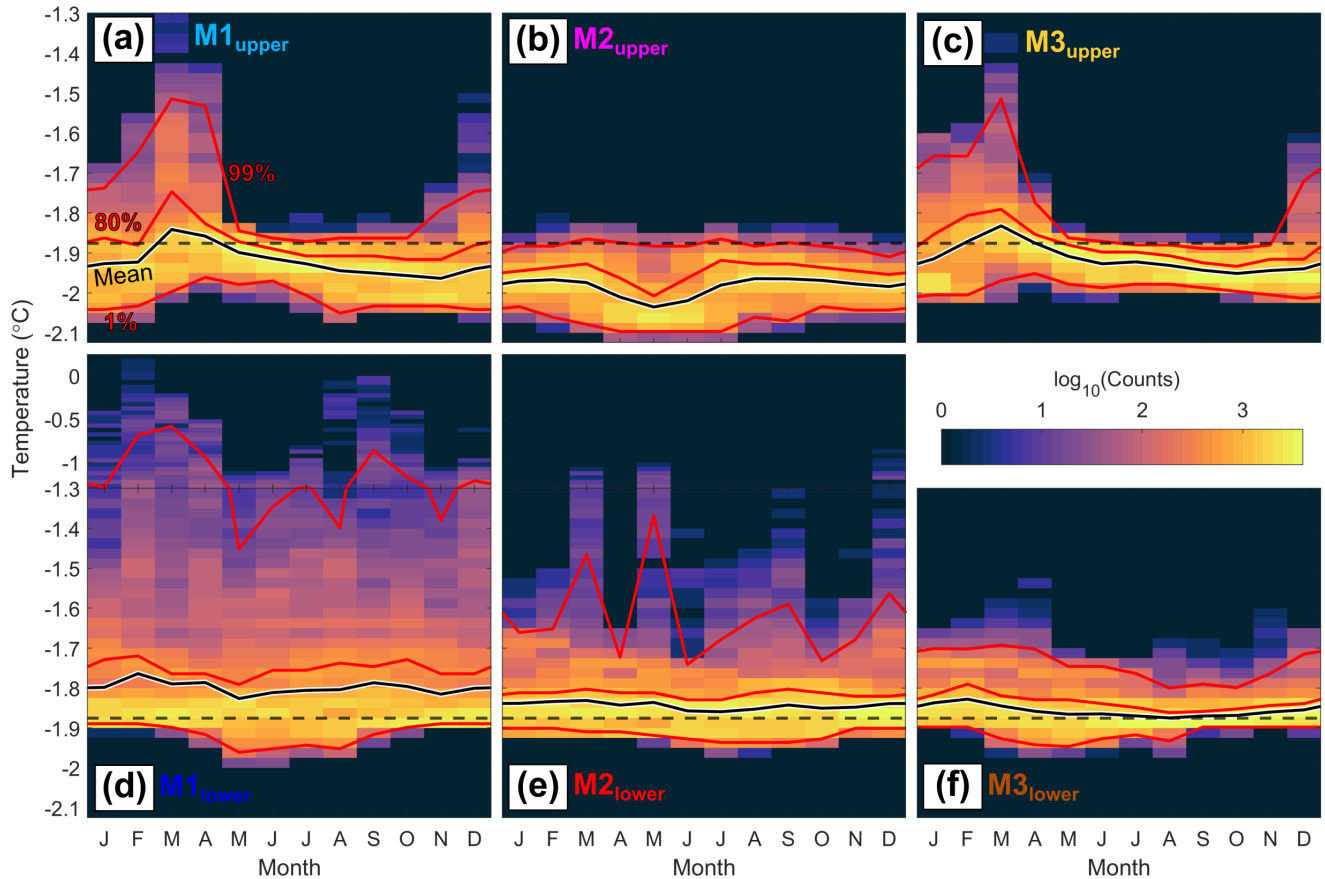 (a) M1upper
(b) M2upper
(c) M3upper
-1.3
-1.4
-1.5
-1.6
-1.7
-1.8
-1.9
-2
-2.1
99%
80%
Mean
1%
Temperature (°C)
0
-0.5
-1
-1.3
-1.4
-1.5
-1.6
-1.7
-1.8
-1.9
-2
-2.1
log10(Counts)
0 1 2 3
(d) M1lower
(e) M2lower
(f) M3lower
J F M A M J J A S O N D
J F M A M J J A S O N D
J F M A M J J A S O N D
Month
Month
Month